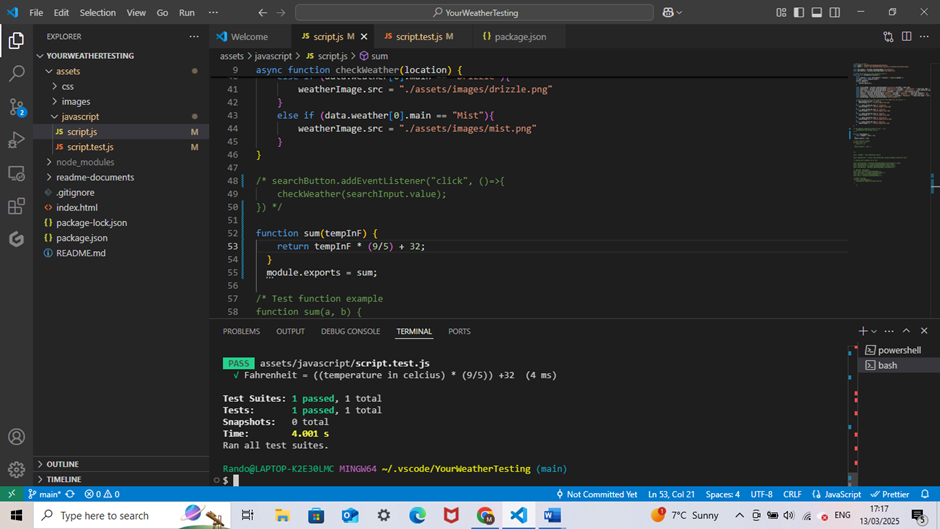 File Edit Selection View Go Run ··· ← → YourWeatherTesting
EXPLORER ···
YOURWEATHERTESTING
assets
css
images
javascript
JS script.js M
JS script.test.js M
node_modules
readme-documents
.gitignore
<> index.html
{} package-lock.json
{} package.json
README.md
OUTLINE
TIMELINE
2
Welcome JS script.js M × JS script.test.js M {} package.json ···
assets > javascript > JS script.js > sum
9 async function checkWeather(location) {
41 weatherImage.src = "./assets/images/drizzle.png"
42 }
43 else if (data.weather[0].main == "Mist"){
44 weatherImage.src = "./assets/images/mist.png"
45 }
46 }
47
48 /* searchButton.addEventListener("click", ()=>{
49 checkWeather(searchInput.value);
50 }) */
51
52 function sum(tempInF) {
53 return tempInF * (9/5) + 32;
54 }
55 module.exports = sum;
56
57 /* Test function example
58 function sum(a, b) {
PROBLEMS OUTPUT DEBUG CONSOLE TERMINAL PORTS
powershell
bash
PASS assets/javascript/script.test.js
√ Fahrenheit = ((temperature in celcius) * (9/5)) +32 (4 ms)
Test Suites: 1 passed, 1 total
Tests: 1 passed, 1 total
Snapshots: 0 total
Time: 4.001 s
Ran all test suites.
Rando@LAPTOP-K2E30LMC MINGW64 ~/.vscode/YourWeatherTesting (main)
$
main* 0 0 Not Committed Yet Ln 53, Col 21 Spaces: 4 UTF-8 CRLF {} JavaScript Prettier
Type here to search
7°C Sunny ENG 17:17
13/03/2025 5